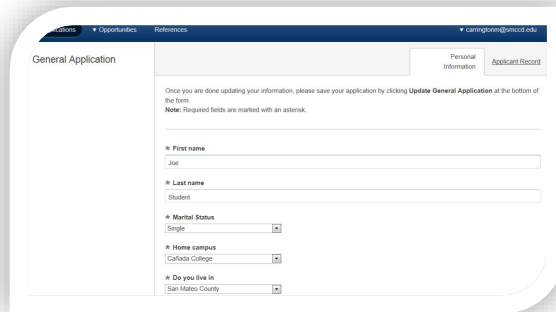 ▼ Opportunities References ▼ carringtonm@smccd.edu
General Application
Personal Information
Applicant Record
Once you are done updating your information, please save your application by clicking Update General Application at the bottom of
the form.
Note: Required fields are marked with an asterisk.
* First name
Joe
* Last name
Student
* Marital Status
Single
* Home campus
Cañada College
* Do you live in
San Mateo County